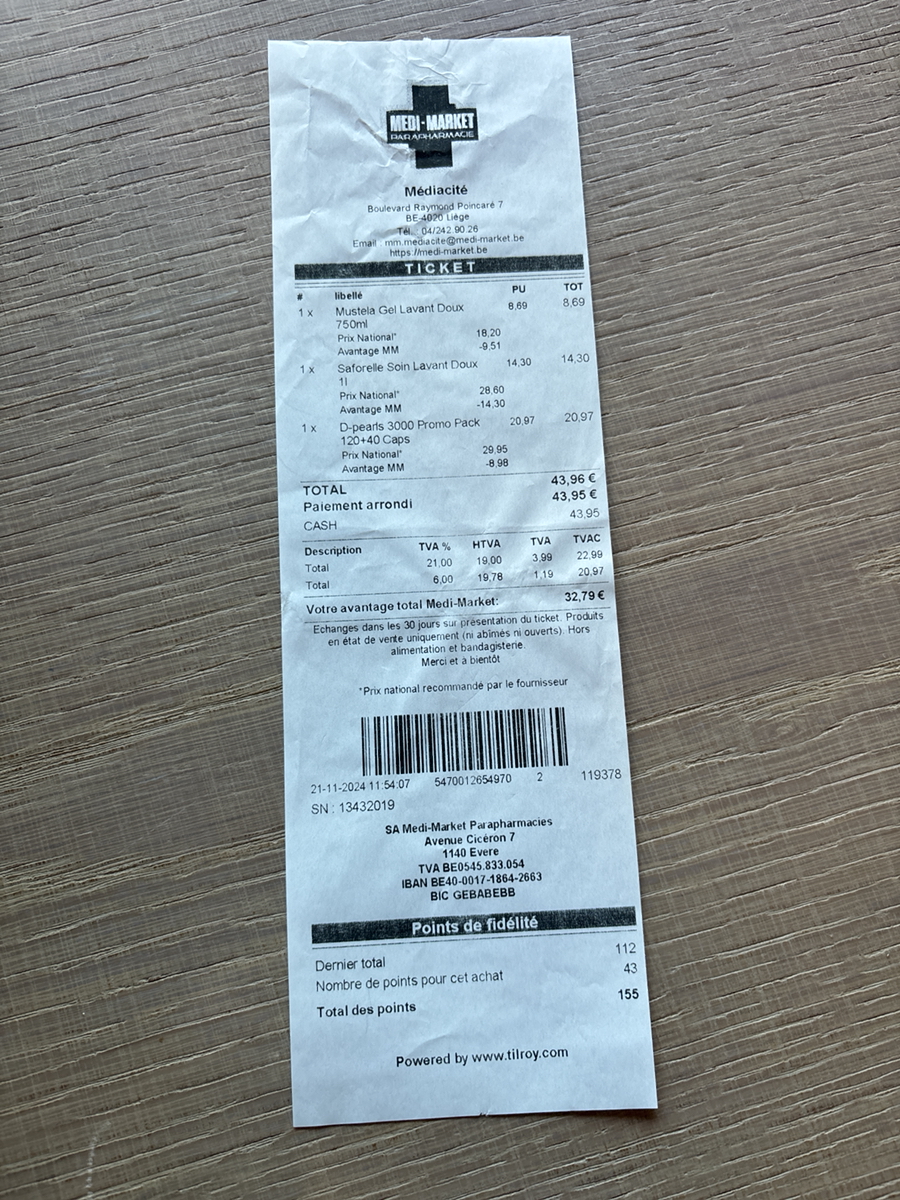 MEDI-MARKET
PARAPHARMACIE
Médiacité
Boulevard Raymond Poincaré 7
BE-4020 Liège
Tél. : 04/242.90.26
Email : mm.mediacite@medi-market.be
https://medi-market.be
TICKET
# libellé PU TOT
1 x Mustela Gel Lavant Doux 8,69 8,69
750ml
Prix National* 18,20
Avantage MM -9,51
1 x Saforelle Soin Lavant Doux 14,30 14,30
1l
Prix National* 28,60
Avantage MM -14,30
1 x D-pearls 3000 Promo Pack 20,97 20,97
120+40 Caps
Prix National* 29,95
Avantage MM -8,98
TOTAL 43,96 €
Paiement arrondi 43,95 €
CASH 43,95
Description TVA % HTVA TVA TVAC
Total 21,00 19,00 3,99 22,99
Total 6,00 19,78 1,19 20,97
Votre avantage total Medi-Market: 32,79 €
Echanges dans les 30 jours sur présentation du ticket. Produits
en état de vente uniquement (ni abîmés ni ouverts). Hors
alimentation et bandagisterie.
Merci et à bientôt
*Prix national recommandé par le fournisseur
21-11-2024 11:54:07 5470012654970 2 119378
SN : 13432019
SA Medi-Market Parapharmacies
Avenue Cicéron 7
1140 Evere
TVA BE0545.833.054
IBAN BE40-0017-1864-2663
BIC GEBABEBB
Points de fidélité
Dernier total 112
Nombre de points pour cet achat 43
Total des points 155
Powered by www.tilroy.com